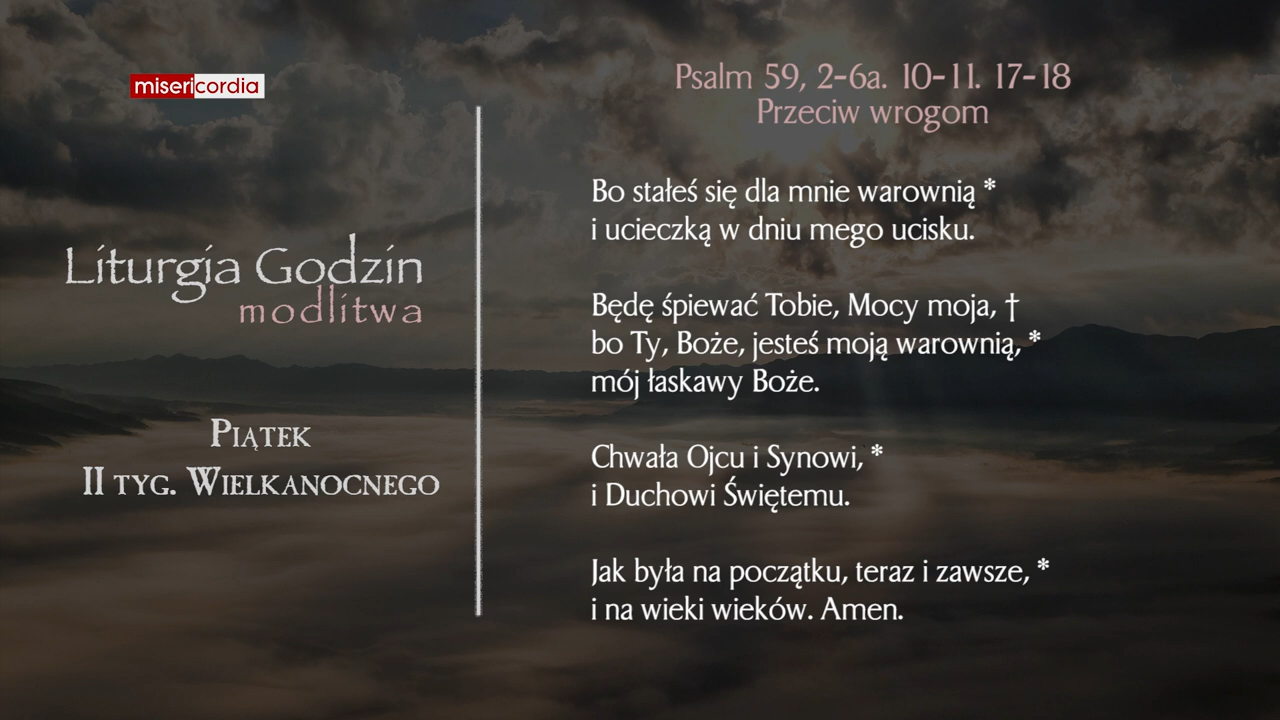 misericordia
Liturgia Godzin
modlitwa
Piątek
II tyg. Wielkanocnego
Psalm 59, 2-6a. 10-11. 17-18
Przeciw wrogom
Bo stałeś się dla mnie warownią *
i ucieczką w dniu mego ucisku.
Będę śpiewać Tobie, Mocy moja, †
bo Ty, Boże, jesteś moją warownią, *
mój łaskawy Boże.
Chwała Ojcu i Synowi, *
i Duchowi Świętemu.
Jak była na początku, teraz i zawsze, *
i na wieki wieków. Amen.